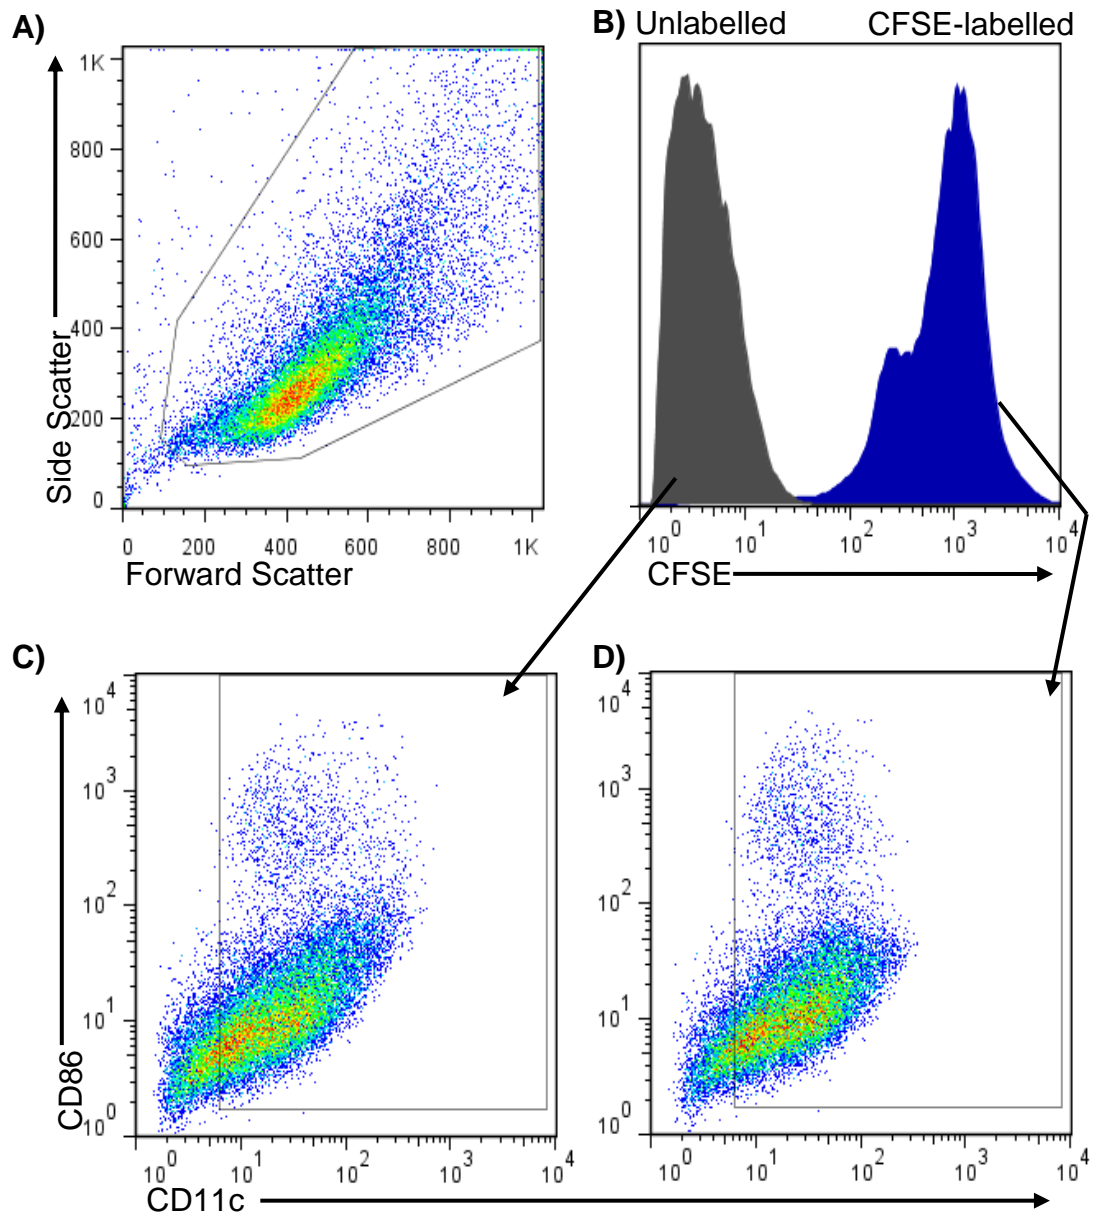 A)
1K
800
600
400
200
0
Side Scatter
0 200 400 600 800 1K
Forward Scatter
B) Unlabelled CFSE-labelled
10^0 10^1 10^2 10^3 10^4
CFSE
C)
10^4
10^3
10^2
10^1
10^0
CD86
10^0 10^1 10^2 10^3 10^4
D)
10^4
10^3
10^2
10^1
10^0
10^0 10^1 10^2 10^3 10^4
CD11c